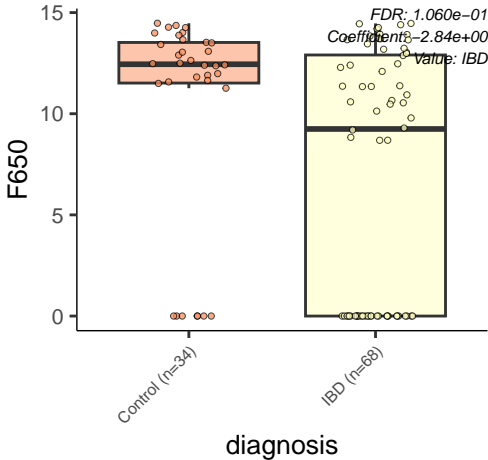 FDR: 1.060e−01
Coefficient: −2.84e+00
Value: IBD
15
10
5
0
F650
Control (n=34)
IBD (n=68)
diagnosis